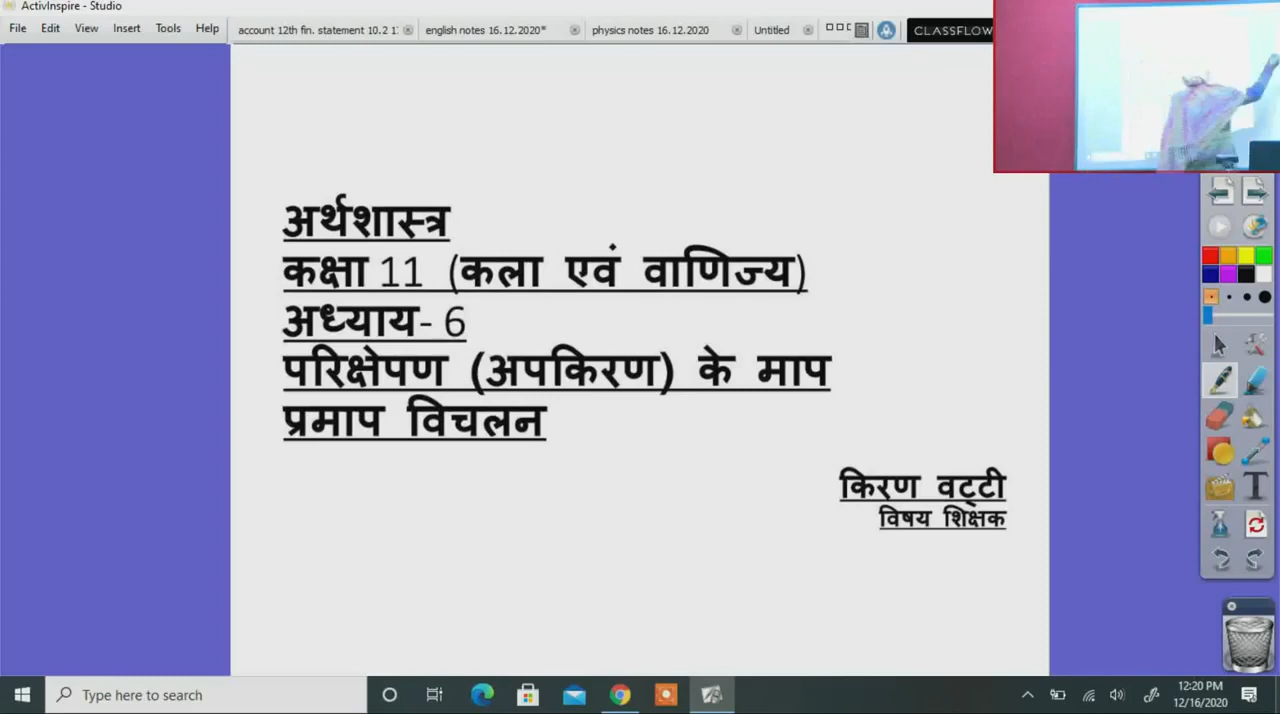 ActivInspire - Studio
File Edit View Insert Tools Help
account 12th fin. statement 10.2 1
english notes 16.12.2020*
physics notes 16.12.2020
Untitled
CLASSFLOW
अर्थशास्त्र
कक्षा 11 (कला एवं वाणिज्य)
अध्याय- 6
परिक्षेपण (अपकिरण) के माप
प्रमाप विचलन
किरण वट्टी
विषय शिक्षक
Type here to search
12:20 PM
12/16/2020